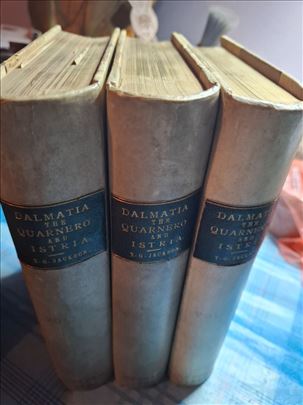 DALMATIA
THE
QUARNERO
AND
ISTRIA
T.G. JACKSON
DALMATIA
THE
QUARNERO
AND
ISTRIA
T.G. JACKSON
DALMATIA
THE
QUARNERO
AND
ISTRIA
T.G. JACKSON